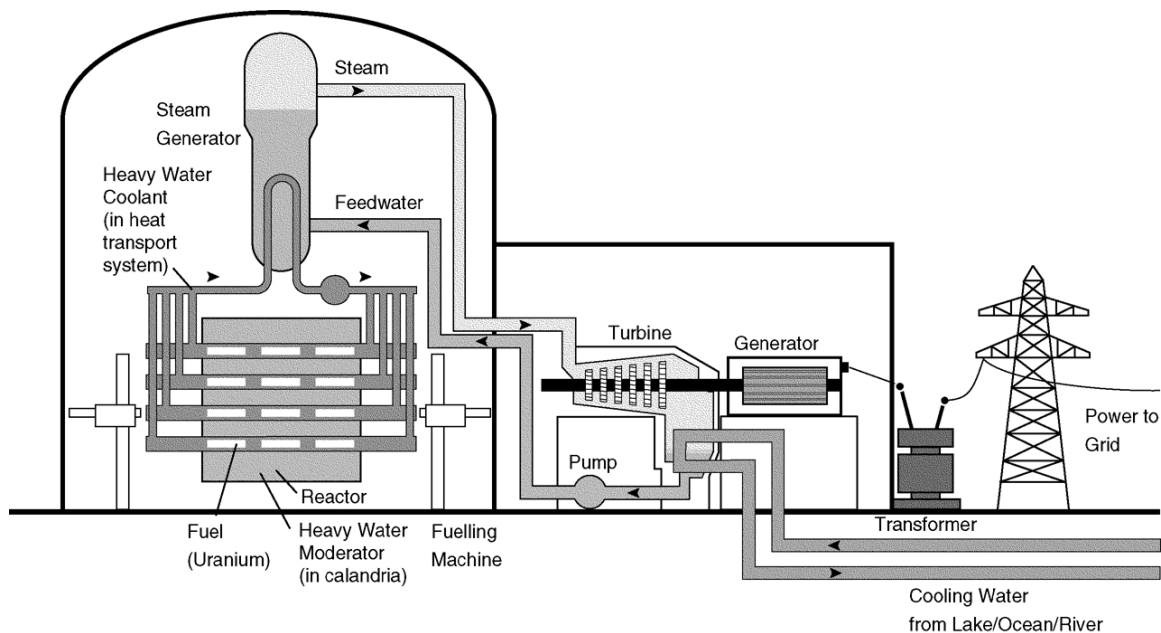 Steam
Steam
Generator
Heavy Water
Coolant
(in heat
transport
system)
Feedwater
Turbine
Generator
Power to
Grid
Pump
Reactor
Fuel
(Uranium)
Heavy Water
Moderator
(in calandria)
Fuelling
Machine
Transformer
Cooling Water
from Lake/Ocean/River